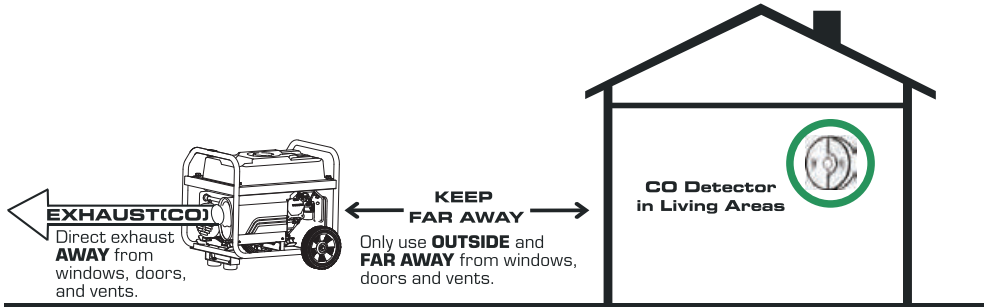 EXHAUST(CO)
Direct exhaust
AWAY from
windows, doors,
and vents.
KEEP
FAR AWAY
Only use OUTSIDE and
FAR AWAY from windows,
doors and vents.
CO Detector
in Living Areas